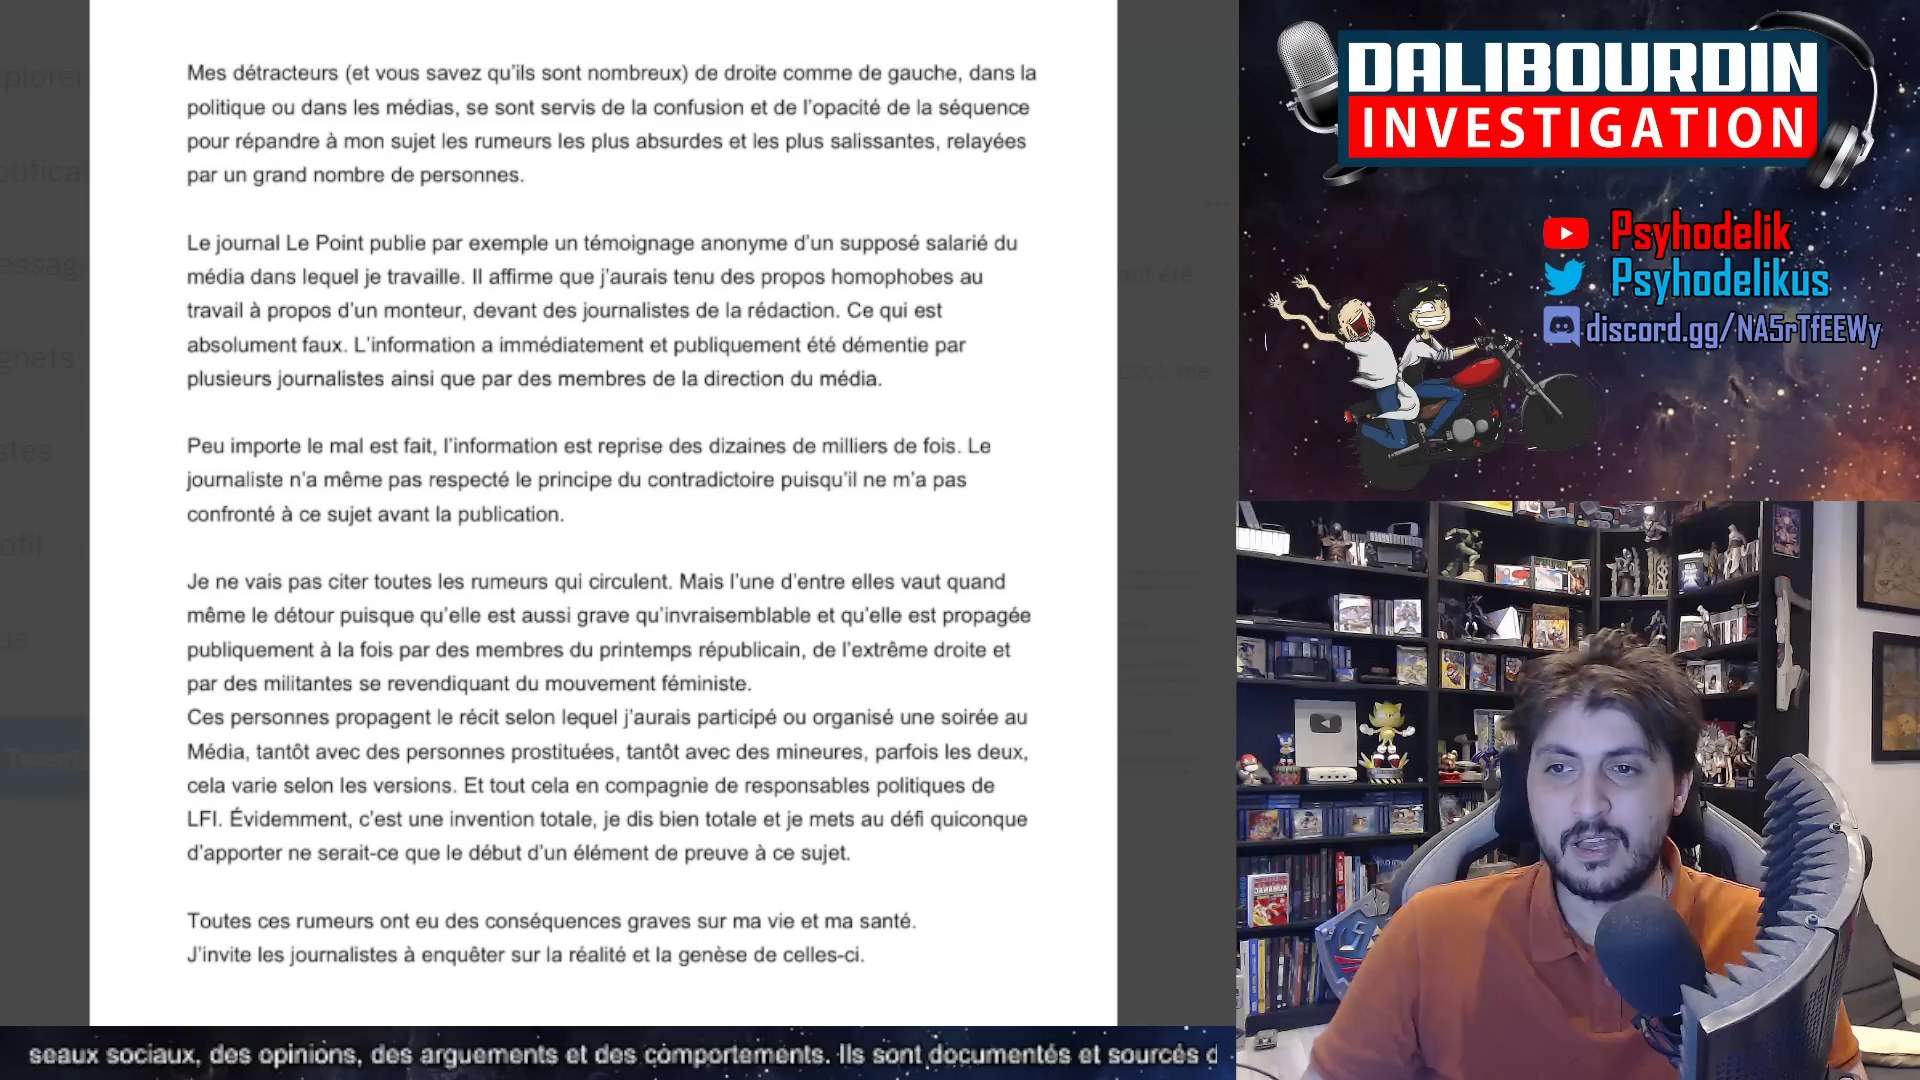 Mes détracteurs (et vous savez qu'ils sont nombreux) de droite comme de gauche, dans la
politique ou dans les médias, se sont servis de la confusion et de l'opacité de la séquence
pour répandre à mon sujet les rumeurs les plus absurdes et les plus salissantes, relayées
par un grand nombre de personnes.
Le journal Le Point publie par exemple un témoignage anonyme d'un supposé salarié du
média dans lequel je travaille. Il affirme que j'aurais tenu des propos homophobes au
travail à propos d'un monteur, devant des journalistes de la rédaction. Ce qui est
absolument faux. L'information a immédiatement et publiquement été démentie par
plusieurs journalistes ainsi que par des membres de la direction du média.
Peu importe le mal est fait, l'information est reprise des dizaines de milliers de fois. Le
journaliste n'a même pas respecté le principe du contradictoire puisqu'il ne m'a pas
confronté à ce sujet avant la publication.
Je ne vais pas citer toutes les rumeurs qui circulent. Mais l'une d'entre elles vaut quand
même le détour puisque qu'elle est aussi grave qu'invraisemblable et qu'elle est propagée
publiquement à la fois par des membres du printemps républicain, de l'extrême droite et
par des militantes se revendiquant du mouvement féministe.
Ces personnes propagent le récit selon lequel j'aurais participé ou organisé une soirée au
Média, tantôt avec des personnes prostituées, tantôt avec des mineures, parfois les deux,
cela varie selon les versions. Et tout cela en compagnie de responsables politiques de
LFI. Évidemment, c'est une invention totale, je dis bien totale et je mets au défi quiconque
d'apporter ne serait-ce que le début d'un élément de preuve à ce sujet.
Toutes ces rumeurs ont eu des conséquences graves sur ma vie et ma santé.
J'invite les journalistes à enquêter sur la réalité et la genèse de celles-ci.
seaux sociaux, des opinions, des arguements et des comportements. Ils sont documentés et sourcés d
DALIBOURDIN
INVESTIGATION
Psyhodelik
Psyhodelikus
discord.gg/NA5rTfEEWy